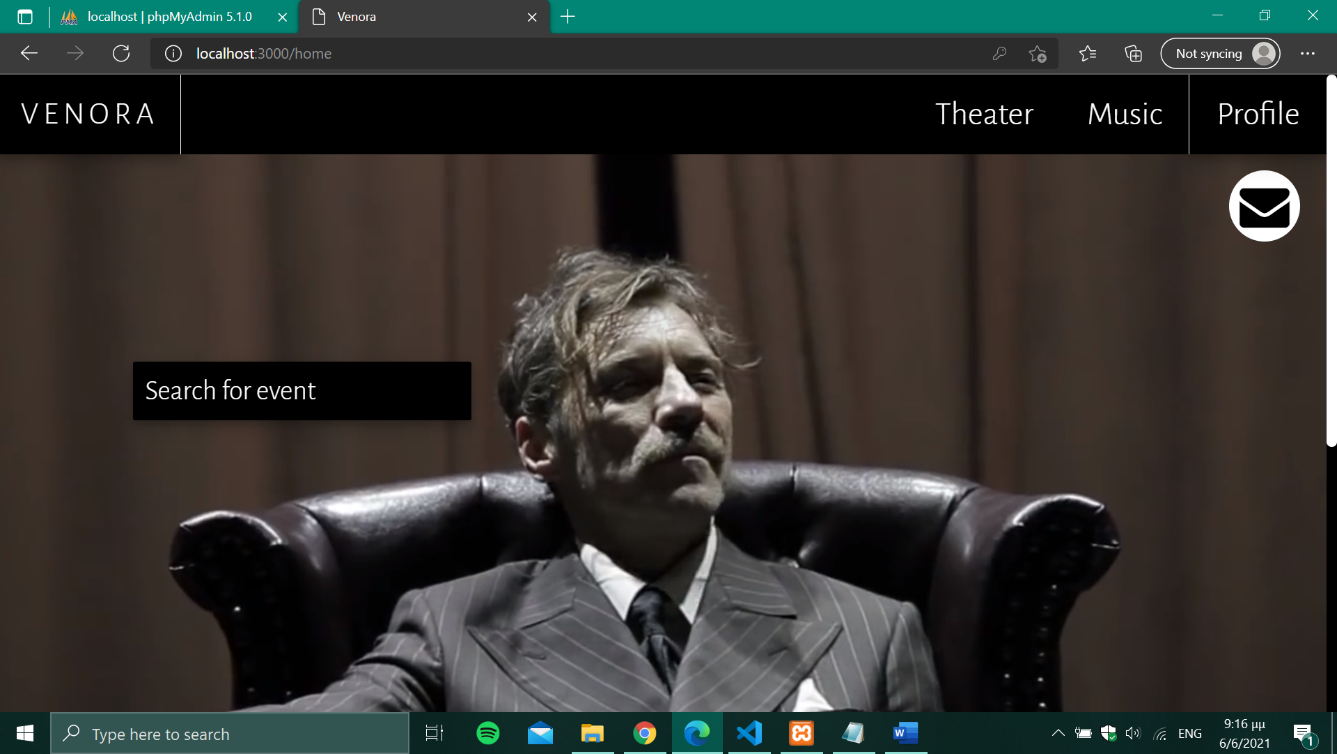 localhost | phpMyAdmin 5.1.0
Venora
localhost:3000/home
Not syncing
VENORA
Theater
Music
Profile
Search for event
Type here to search
ENG
9:16 μμ
6/6/2021
1